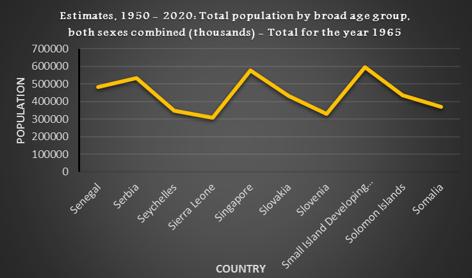 Estimates, 1950 - 2020: Total population by broad age group,
both sexes combined (thousands) - Total for the year 1965
POPULATION
700000
600000
500000
400000
300000
200000
100000
0
Senegal
Serbia
Seychelles
Sierra Leone
Singapore
Slovakia
Slovenia
Small Island Developing...
Solomon Islands
Somalia
COUNTRY